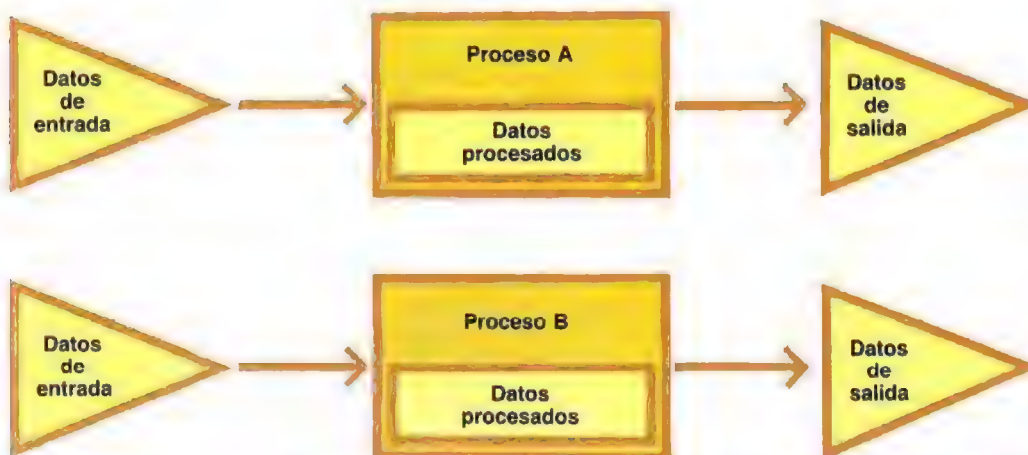 Datos
de
entrada
Proceso A
Datos
procesados
Datos
de
salida
Datos
de
entrada
Proceso B
Datos
procesados
Datos
de
salida